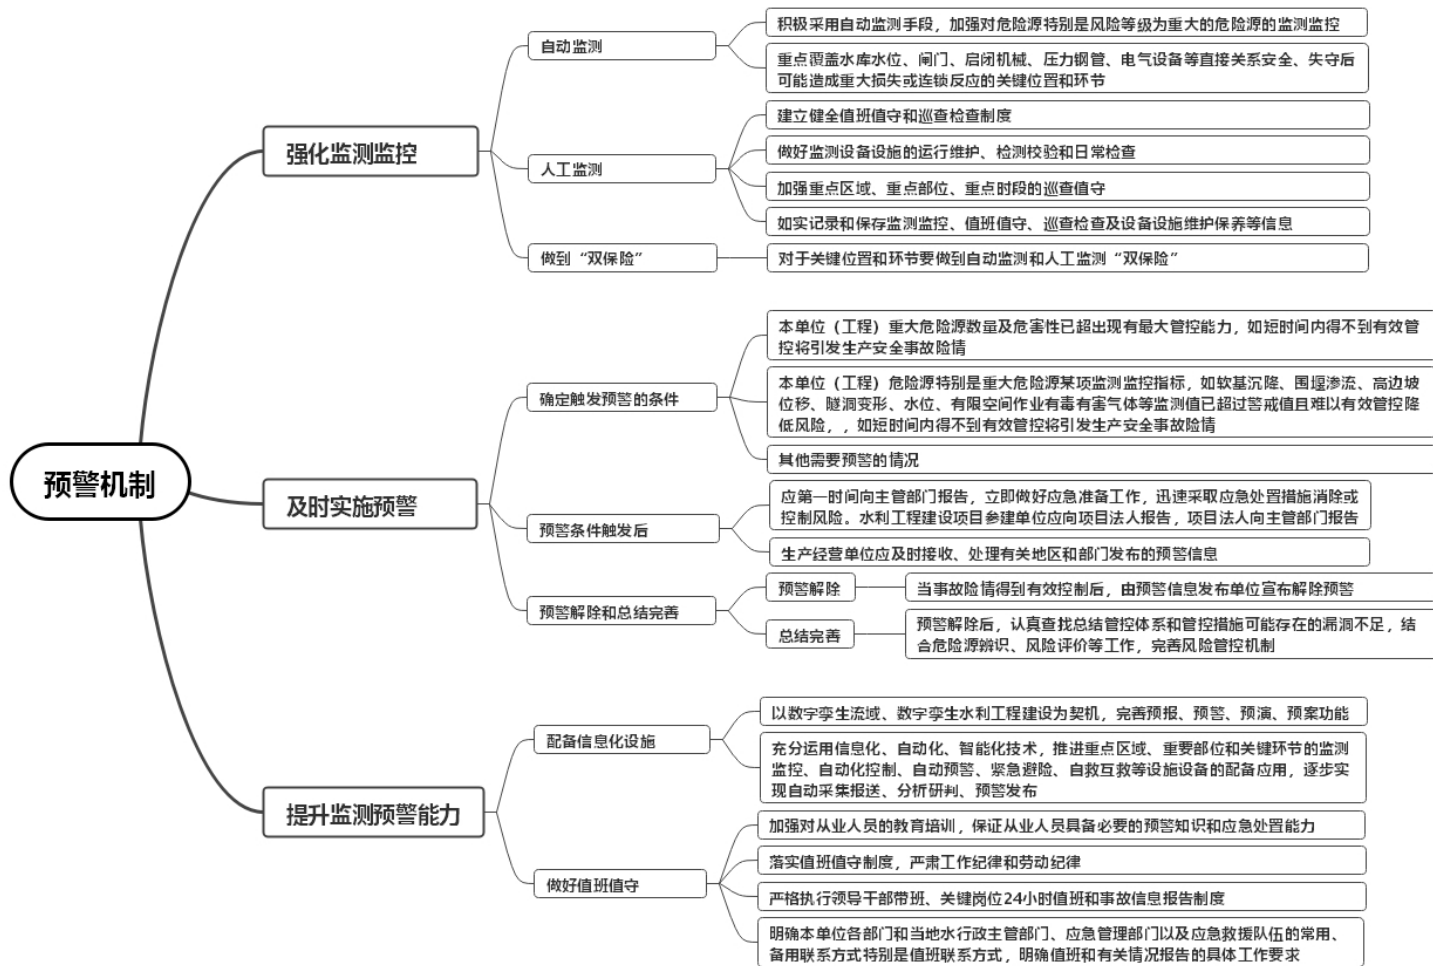 预警机制
强化监测监控
自动监测
积极采用自动监测手段，加强对危险源特别是风险等级为重大的危险源的监测监控
重点覆盖水库水位、闸门、启闭机械、压力钢管、电气设备等直接关系安全、失守后
可能造成重大损失或连锁反应的关键位置和环节
人工监测
建立健全值班值守和巡查检查制度
做好监测设备设施的运行维护、检测校验和日常检查
加强重点区域、重点部位、重点时段的巡查值守
如实记录和保存监测监控、值班值守、巡查检查及设备设施维护保养等信息
做到“双保险”
对于关键位置和环节要做到自动监测和人工监测“双保险”
及时实施预警
确定触发预警的条件
本单位（工程）重大危险源数量及危害性已超出现有最大管控能力，如短时间内得不到有效管
控将引发生产安全事故险情
本单位（工程）危险源特别是重大危险源某项监测监控指标，如软基沉降、围堰渗流、高边坡
位移、隧洞变形、水位、有限空间作业有毒有害气体等监测值已超过警戒值且难以有效管控降
低风险，，如短时间内得不到有效管控将引发生产安全事故险情
其他需要预警的情况
预警条件触发后
应第一时间向主管部门报告，立即做好应急准备工作，迅速采取应急处置措施消除或
控制风险。水利工程建设项目参建单位应向项目法人报告，项目法人向主管部门报告
生产经营单位应及时接收、处理有关地区和部门发布的预警信息
预警解除和总结完善
预警解除
当事故险情得到有效控制后，由预警信息发布单位宣布解除预警
总结完善
预警解除后，认真查找总结管控体系和管控措施可能存在的漏洞不足，结
合危险源辨识、风险评价等工作，完善风险管控机制
提升监测预警能力
配备信息化设施
以数字孪生流域、数字孪生水利工程建设为契机，完善预报、预警、预演、预案功能
充分运用信息化、自动化、智能化技术，推进重点区域、重要部位和关键环节的监测
监控、自动化控制、自动预警、紧急避险、自救互救等设施设备的配备应用，逐步实
现自动采集报送、分析研判、预警发布
做好值班值守
加强对从业人员的教育培训，保证从业人员具备必要的预警知识和应急处置能力
落实值班值守制度，严肃工作纪律和劳动纪律
严格执行领导干部带班、关键岗位24小时值班和事故信息报告制度
明确本单位各部门和当地水行政主管部门、应急管理部门以及应急救援队伍的常用、
备用联系方式特别是值班联系方式，明确值班和有关情况报告的具体工作要求